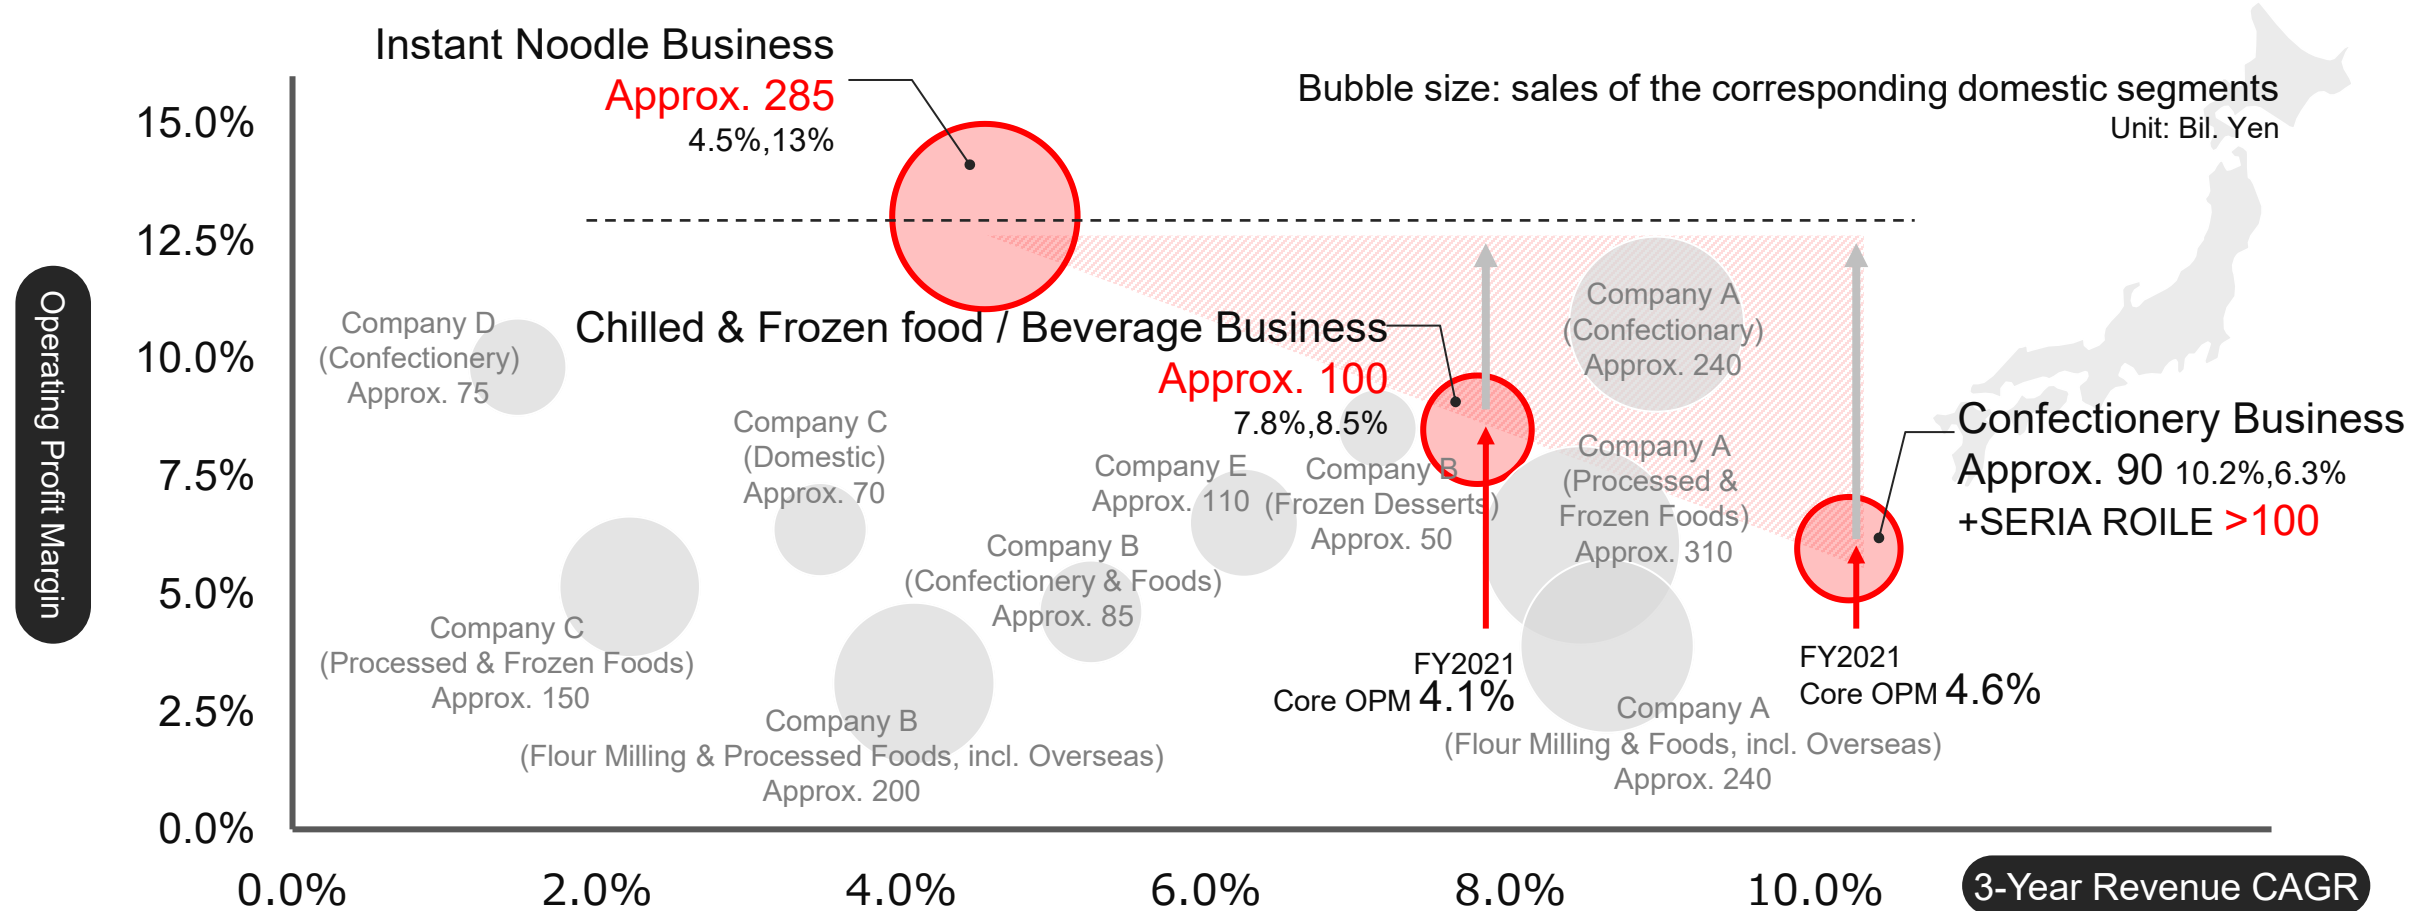 Instant Noodle Business
Approx. 285
4.5%,13%
Bubble size: sales of the corresponding domestic segments
Unit: Bil. Yen
15.0%
12.5%
10.0%
7.5%
5.0%
2.5%
0.0%
Operating Profit Margin
Company D
(Confectionery)
Approx. 75
Chilled & Frozen food / Beverage Business
Approx. 100
7.8%,8.5%
Company A
(Confectionary)
Approx. 240
Company C
(Domestic)
Approx. 70
Company E
Approx. 110
Company B
(Frozen Desserts)
Approx. 50
Company A
(Processed &
Frozen Foods)
Approx. 310
Confectionery Business
Approx. 90 10.2%,6.3%
+SERIA ROILE >100
Company B
(Confectionery & Foods)
Approx. 85
Company C
(Processed & Frozen Foods)
Approx. 150
Company B
(Flour Milling & Processed Foods, incl. Overseas)
Approx. 200
FY2021
Core OPM 4.1%
FY2021
Core OPM 4.6%
Company A
(Flour Milling & Foods, incl. Overseas)
Approx. 240
0.0%
2.0%
4.0%
6.0%
8.0%
10.0%
3-Year Revenue CAGR